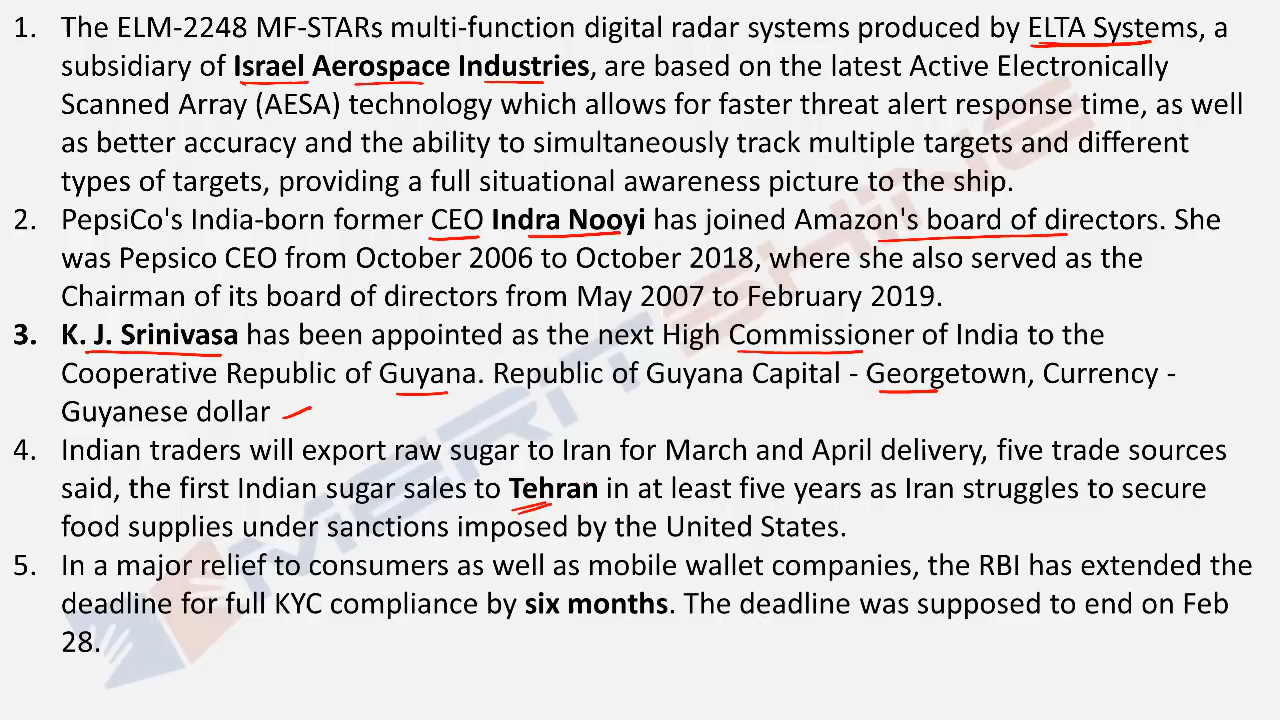 1. The ELM-2248 MF-STARs multi-function digital radar systems produced by ELTA Systems, a
subsidiary of Israel Aerospace Industries, are based on the latest Active Electronically
Scanned Array (AESA) technology which allows for faster threat alert response time, as well
as better accuracy and the ability to simultaneously track multiple targets and different
types of targets, providing a full situational awareness picture to the ship.
2. PepsiCo's India-born former CEO Indra Nooyi has joined Amazon's board of directors. She
was Pepsico CEO from October 2006 to October 2018, where she also served as the
Chairman of its board of directors from May 2007 to February 2019.
3. K. J. Srinivasa has been appointed as the next High Commissioner of India to the
Cooperative Republic of Guyana. Republic of Guyana Capital - Georgetown, Currency -
Guyanese dollar
4. Indian traders will export raw sugar to Iran for March and April delivery, five trade sources
said, the first Indian sugar sales to Tehran in at least five years as Iran struggles to secure
food supplies under sanctions imposed by the United States.
5. In a major relief to consumers as well as mobile wallet companies, the RBI has extended the
deadline for full KYC compliance by six months. The deadline was supposed to end on Feb
28.
MERITSHINE